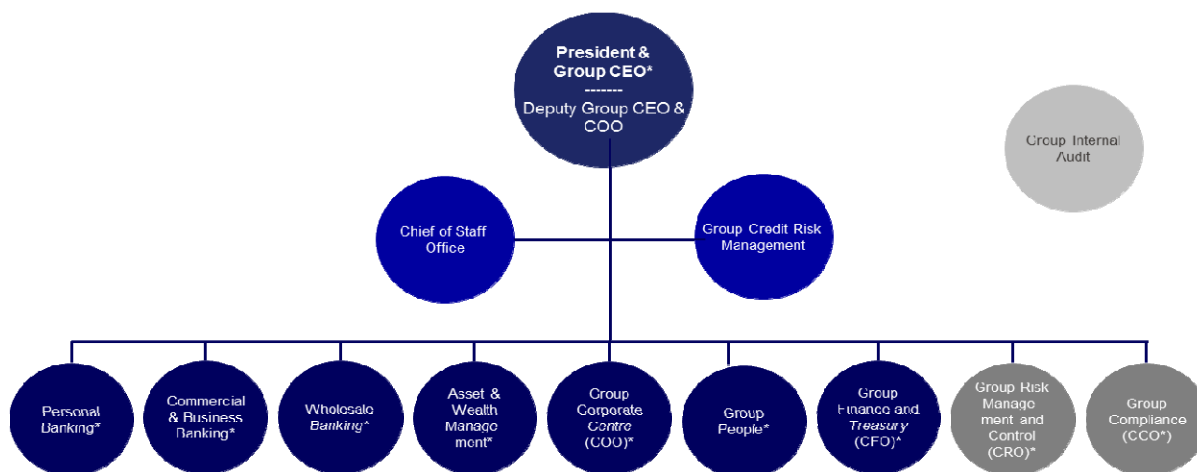 President &
Group CEO*
-------
Deputy Group CEO &
COO
Group Internal
Audit
Chief of Staff
Office
Group Credit Risk
Management
Personal
Banking*
Commercial
& Business
Banking*
Wholesale
Banking*
Asset &
Wealth
Manage
ment*
Group
Corporate
Centre
(COO)*
Group
People*
Group
Finance and
Treasury
(CFO)*
Group Risk
Manage
ment and
Control
(CRO)*
Group
Compliance
(CCO*)